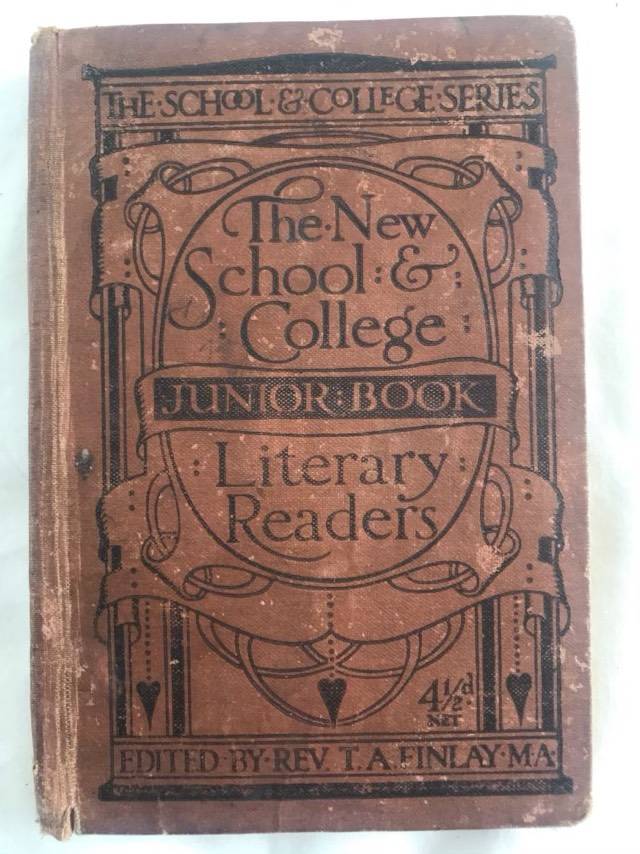 THE·SCHOOL·&·COLLEGE·SERIES
The·New
School:&:
:College:
JUNIOR:BOOK
:Literary:
Readers
4½d.
NET
EDITED·BY·REV. T. A. FINLAY·M·A·